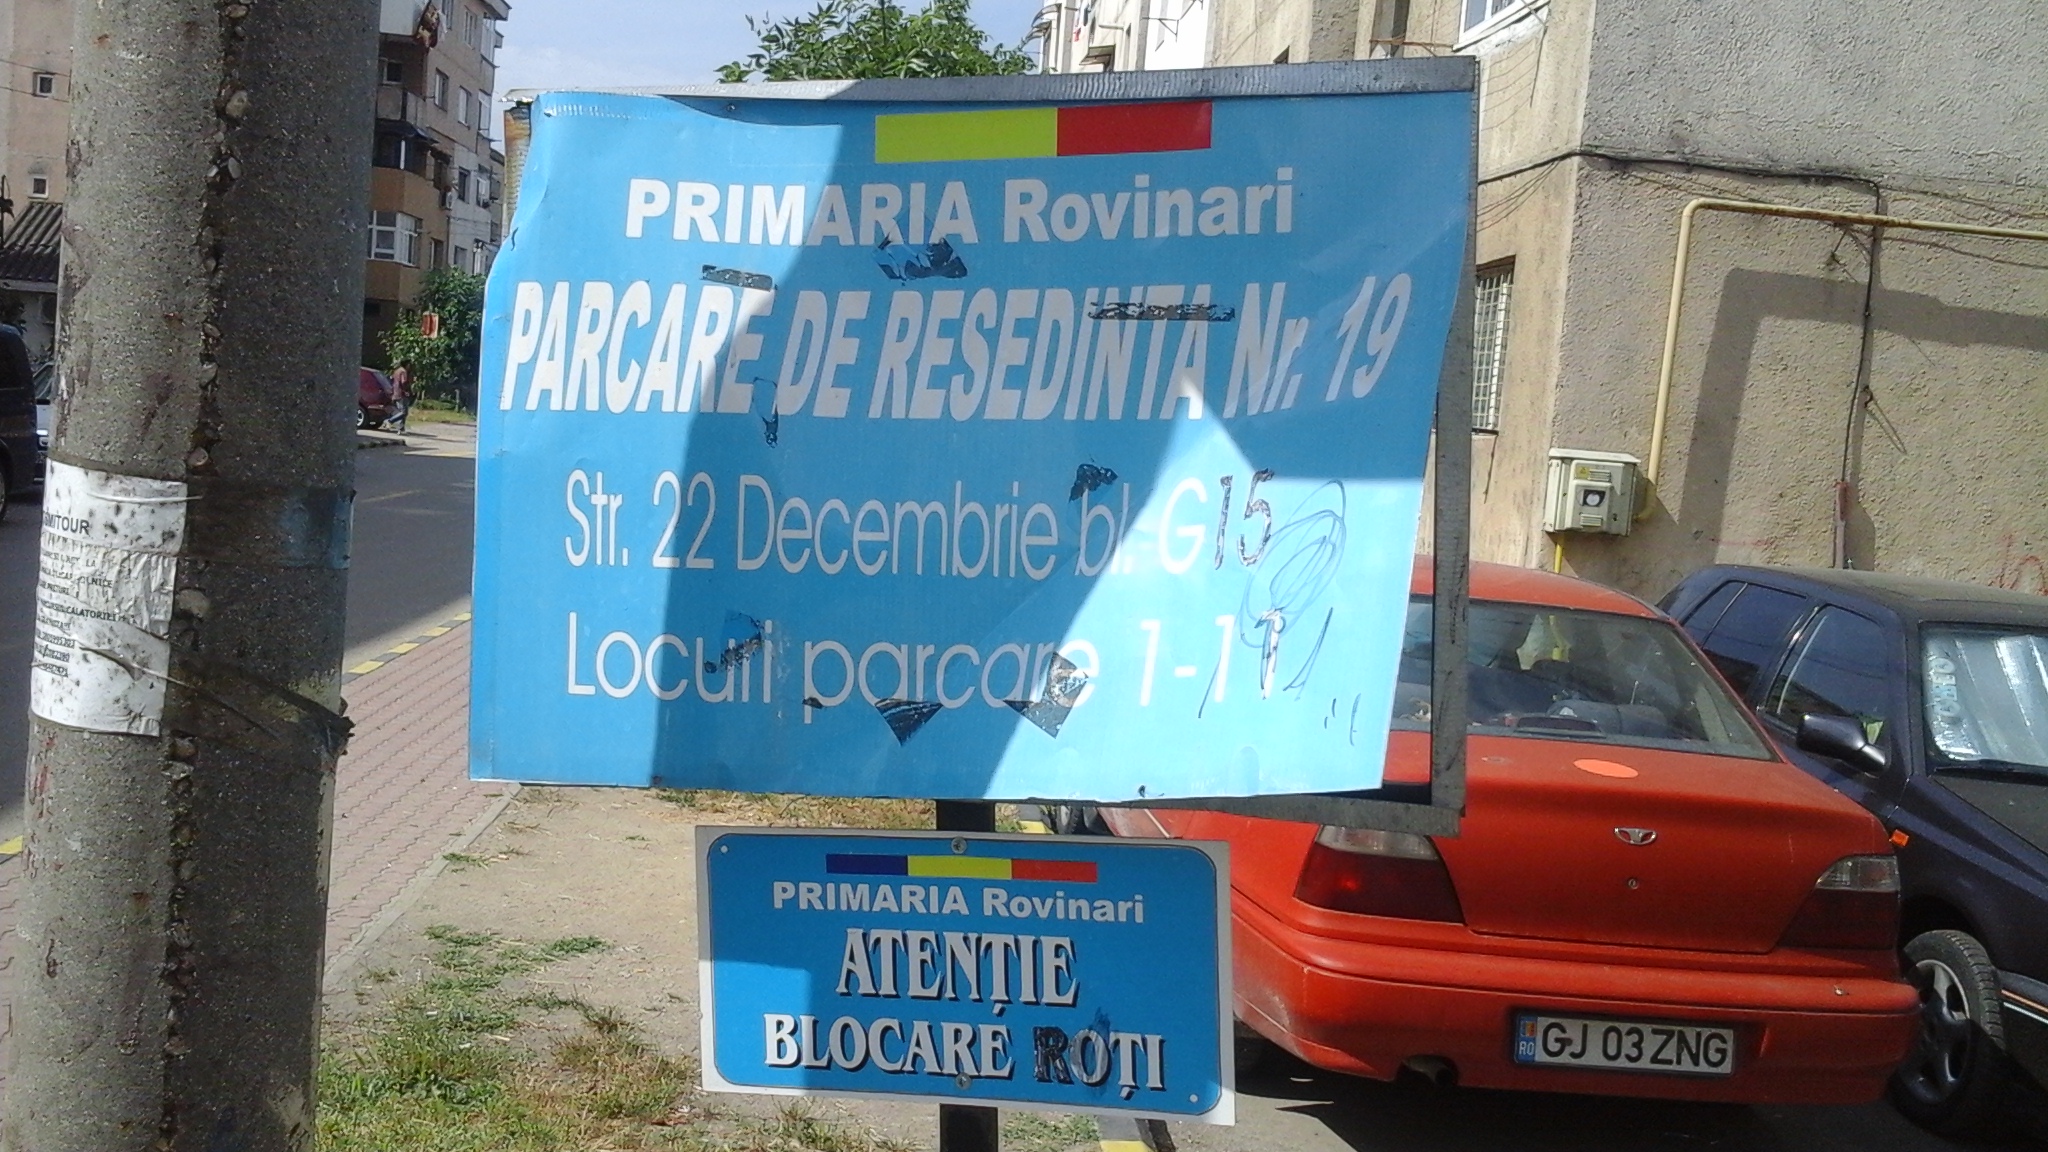 PRIMARIA Rovinari
PARCARE DE RESEDINTA Nr. 19
Str. 22 Decembrie bl. G15
Locuri parcare 1-11
PRIMARIA Rovinari
ATENȚIE
BLOCARE ROȚI
RO GJ 03 ZNG